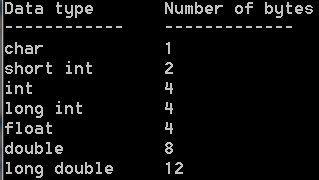 Data type       Number of bytes
------------    -------------
char            1
short int       2
int             4
long int        4
float           4
double          8
long double     12